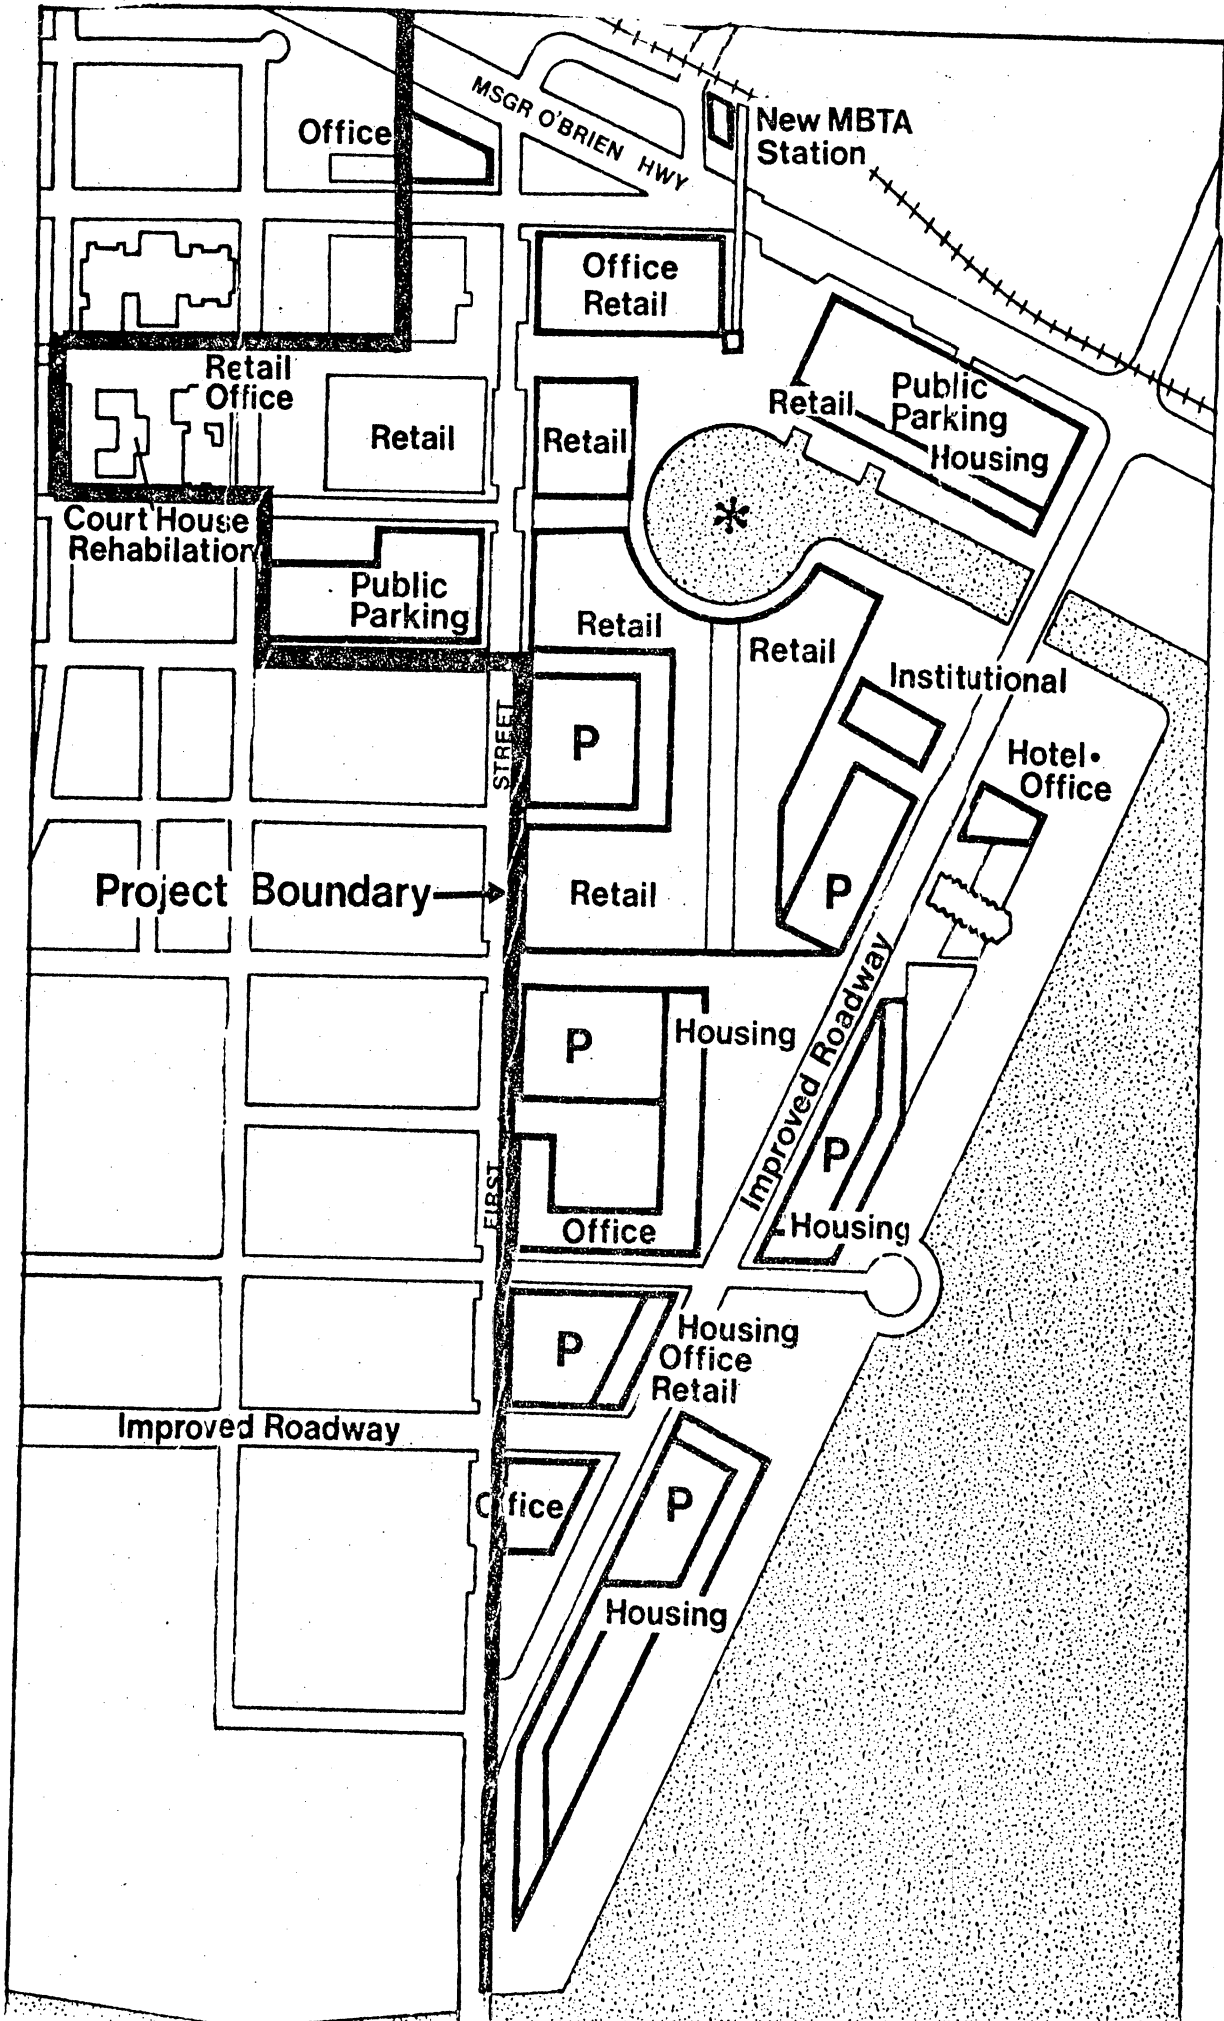 MSGR O'BRIEN HWY
New MBTA
Station
Office
Office
Retail
Retail
Office
Retail
Retail
Retail
Public
Parking
Housing
Court House
Rehabilation
Public
Parking
Retail
Retail
Institutional
STREET
P
Hotel•
Office
Project Boundary
Retail
P
Improved Roadway
P
Housing
P
FIRST
Office
Housing
P
Housing
Office
Retail
Improved Roadway
Office
P
Housing